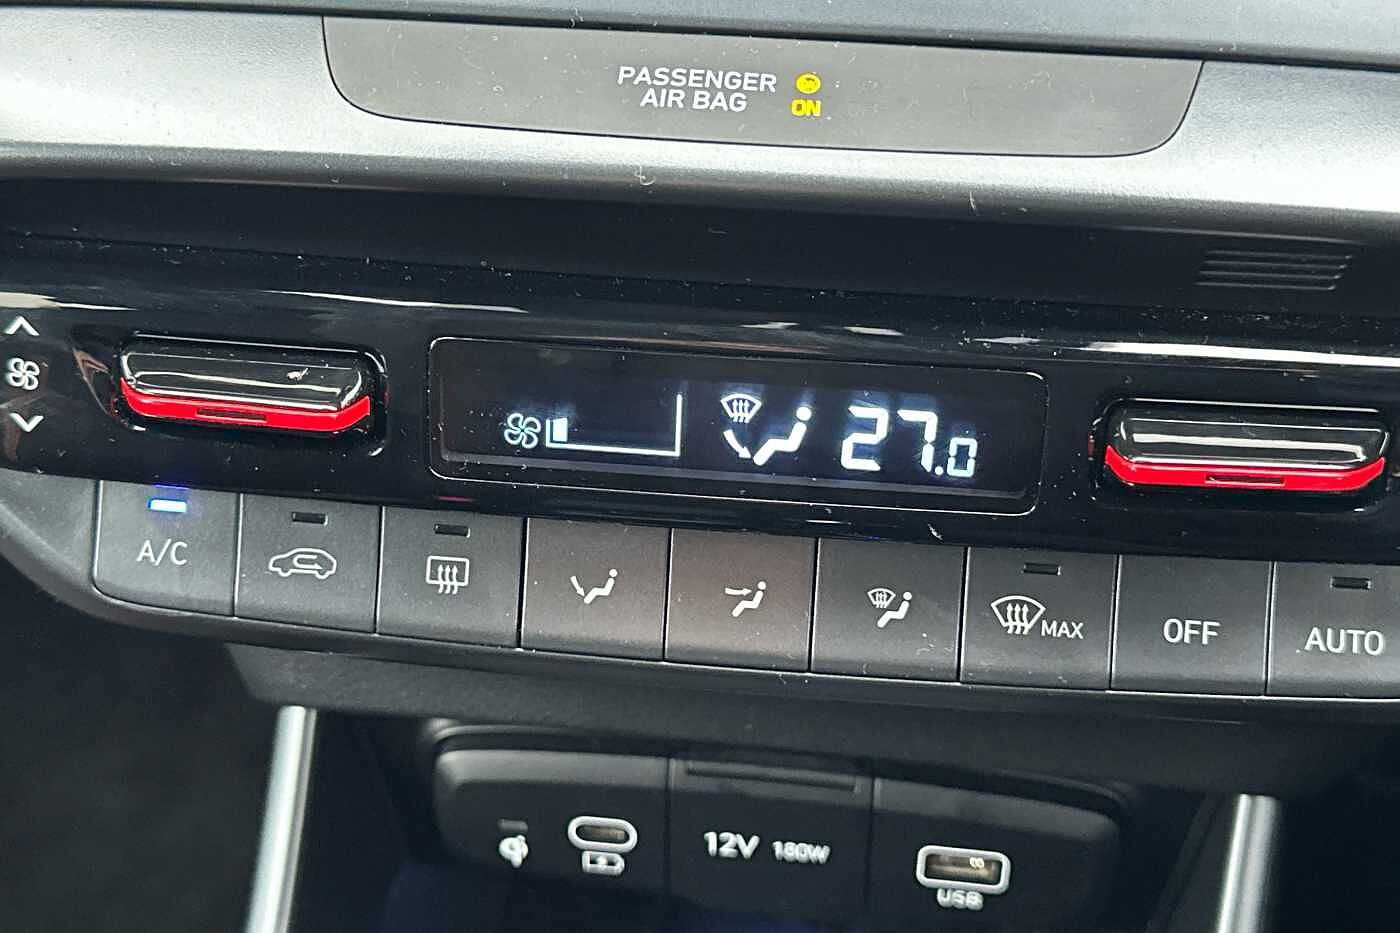 PASSENGER
AIR BAG
ON
27.0
A/C
MAX
OFF
AUTO
12V 180W
USB